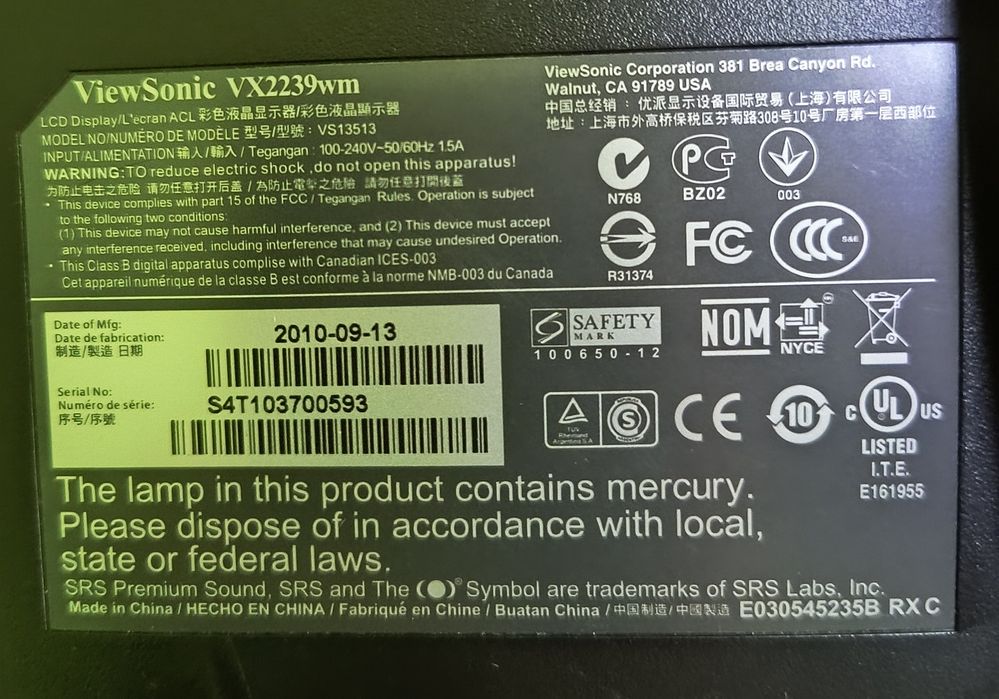 ViewSonic VX2239wm
LCD Display/L'écran ACL 彩色液晶显示器/彩色液晶顯示器
MODEL NO/NUMÉRO DE MODÈLE 型号/型號 : VS13513
INPUT/ALIMENTATION 输入/輸入 / Tegangan : 100-240V~50/60Hz 1.5A
WARNING: TO reduce electric shock ,do not open this apparatus!
为防止电击之危险 请勿任意打开后盖 / 為防止電擊之危險 請勿任意打開後蓋
• This device complies with part 15 of the FCC / Tegangan Rules. Operation is subject
to the following two conditions:
(1) This device may not cause harmful interference, and (2) This device must accept
any interference received, including interference that may cause undesired Operation.
• This Class B digital apparatus complise with Canadian ICES-003
Cet appareil numérique de la classe B est conforme à la norme NMB-003 du Canada
ViewSonic Corporation 381 Brea Canyon Rd.
Walnut, CA 91789 USA
中国总经销 : 优派显示设备国际贸易 (上海)有限公司
地址 : 上海市外高桥保税区芬菊路308号10号厂房第一层西部位
N768
PCT
BZ02
003
R31374
FC
CCC S&E
Date of Mfg:
Date de fabrication:
制造/製造 日期
2010-09-13
Serial No:
Numéro de série:
序号/序號
S4T103700593
SAFETY
MARK
100650-12
NOM
NYCE
TÜV
Rheinland
Argentina S.A
S
CE
10
C UL US
LISTED
I.T.E.
E161955
The lamp in this product contains mercury.
Please dispose of in accordance with local,
state or federal laws.
SRS Premium Sound, SRS and The (●)® Symbol are trademarks of SRS Labs, Inc.
Made in China / HECHO EN CHINA / Fabriqué en Chine / Buatan China / 中国制造 / 中國製造 E030545235B RX C